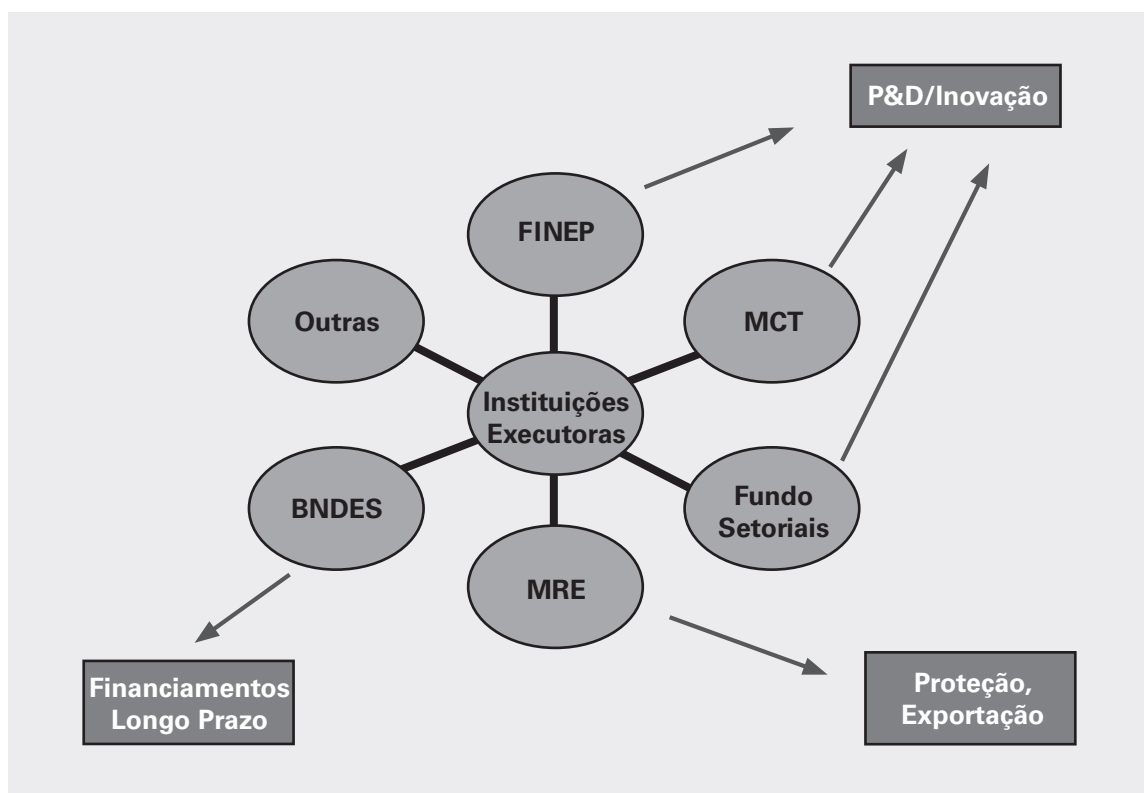 P&D/Inovação
FINEP
Outras
MCT
Instituições
Executoras
BNDES
Fundo
Setoriais
MRE
Financiamentos
Longo Prazo
Proteção,
Exportação